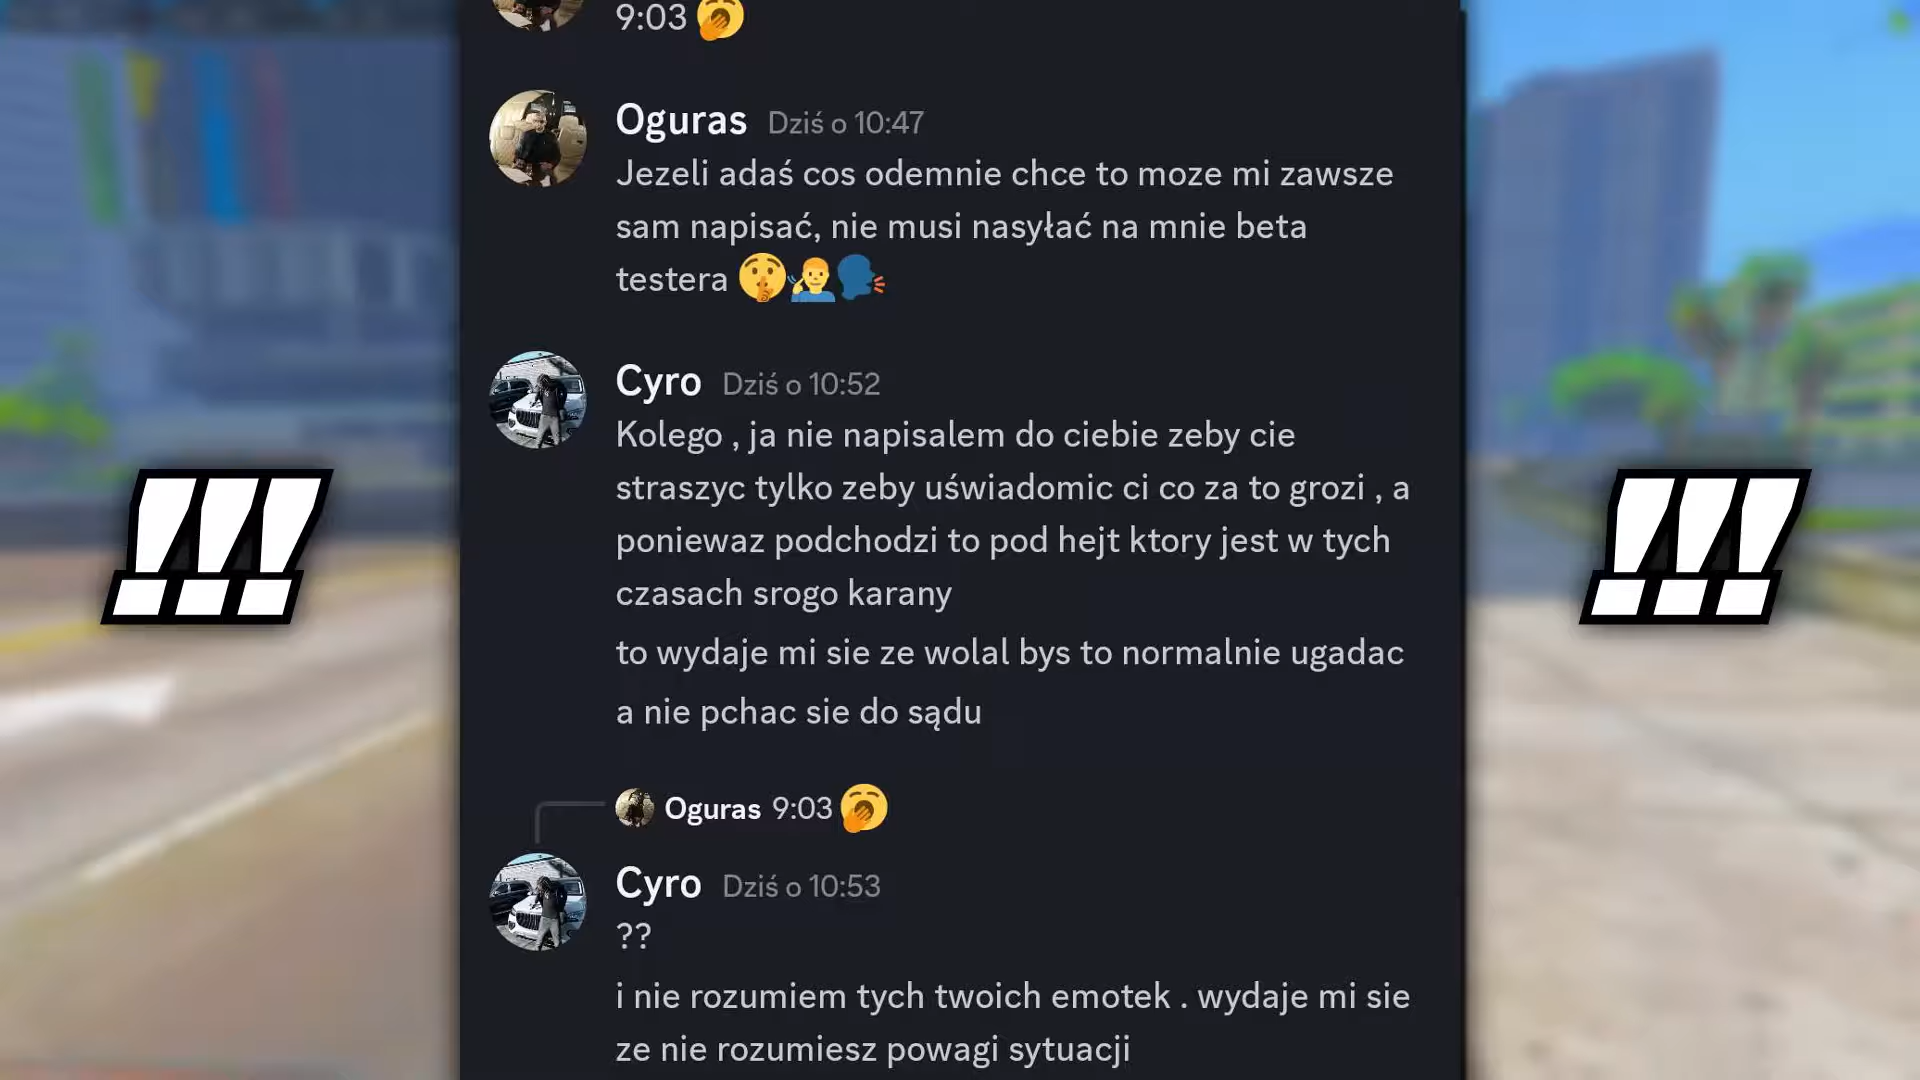 9:03 🥱
Oguras Dziś o 10:47
Jezeli adaś cos odemnie chce to moze mi zawsze
sam napisać, nie musi nasyłać na mnie beta
testera 🤫🧏‍♂️🗣️
Cyro Dziś o 10:52
Kolego , ja nie napisalem do ciebie zeby cie
straszyc tylko zeby uświadomic ci co za to grozi , a
poniewaz podchodzi to pod hejt ktory jest w tych
czasach srogo karany
to wydaje mi sie ze wolal bys to normalnie ugadac
a nie pchac sie do sądu
!!!
!!!
Oguras 9:03 🥱
Cyro Dziś o 10:53
??
i nie rozumiem tych twoich emotek . wydaje mi sie
ze nie rozumiesz powagi sytuacji